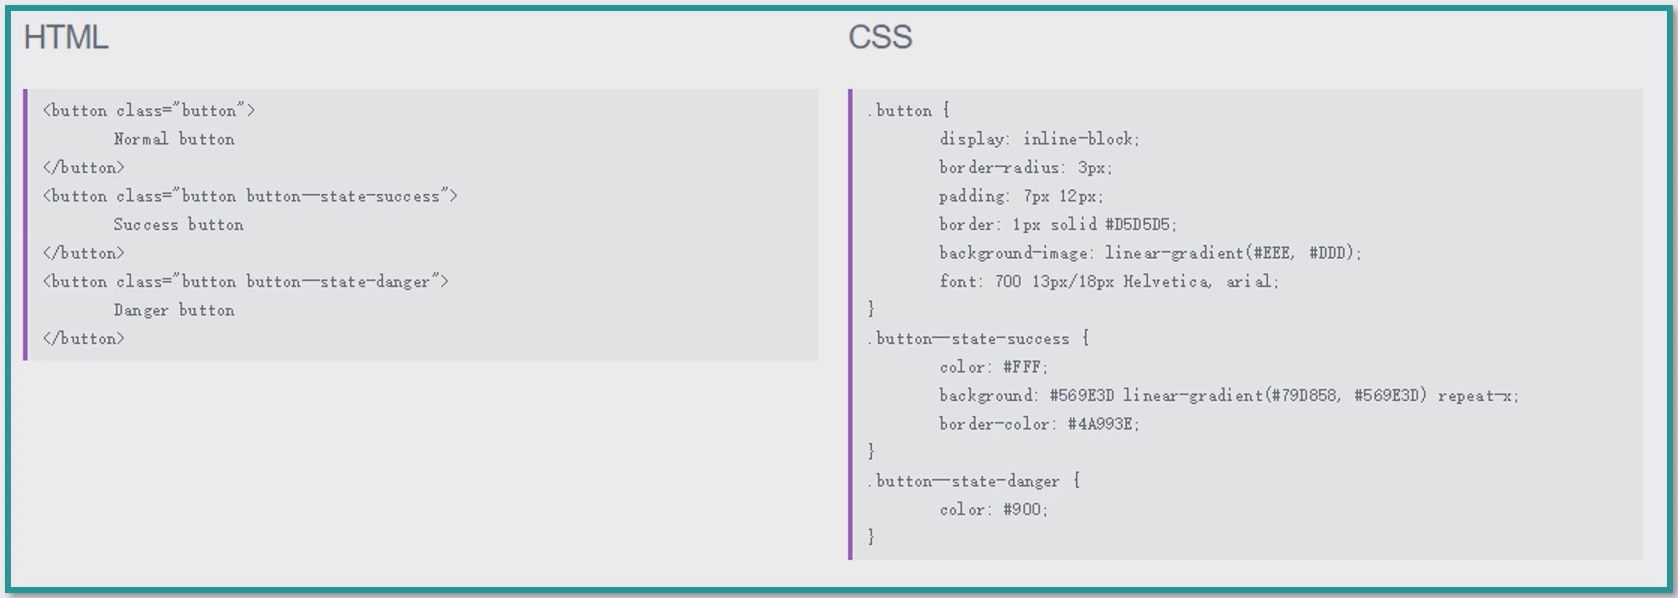 HTML
<button class="button">
Normal button
</button>
<button class="button button--state-success">
Success button
</button>
<button class="button button--state-danger">
Danger button
</button>
CSS
.button {
display: inline-block;
border-radius: 3px;
padding: 7px 12px;
border: 1px solid #D5D5D5;
background-image: linear-gradient(#EEE, #DDD);
font: 700 13px/18px Helvetica, arial;
}
.button--state-success {
color: #FFF;
background: #569E3D linear-gradient(#79D858, #569E3D) repeat-x;
border-color: #4A993E;
}
.button--state-danger {
color: #900;
}